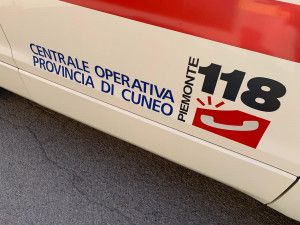 CENTRALE OPERATIVA
PROVINCIA DI CUNEO
PIEMONTE
118